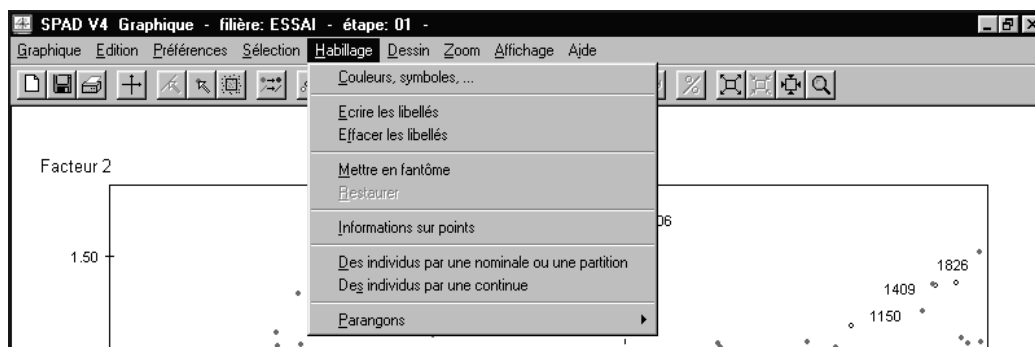 SPAD V4 Graphique - filière: ESSAI - étape: 01 -
Graphique Edition Préférences Sélection Habillage Dessin Zoom Affichage Aide
Couleurs, symboles, ...
Ecrire les libellés
Effacer les libellés
Mettre en fantôme
Restaurer
Informations sur points
Des individus par une nominale ou une partition
Des individus par une continue
Parangons
Facteur 2
06
1.50
1826
1409
1150